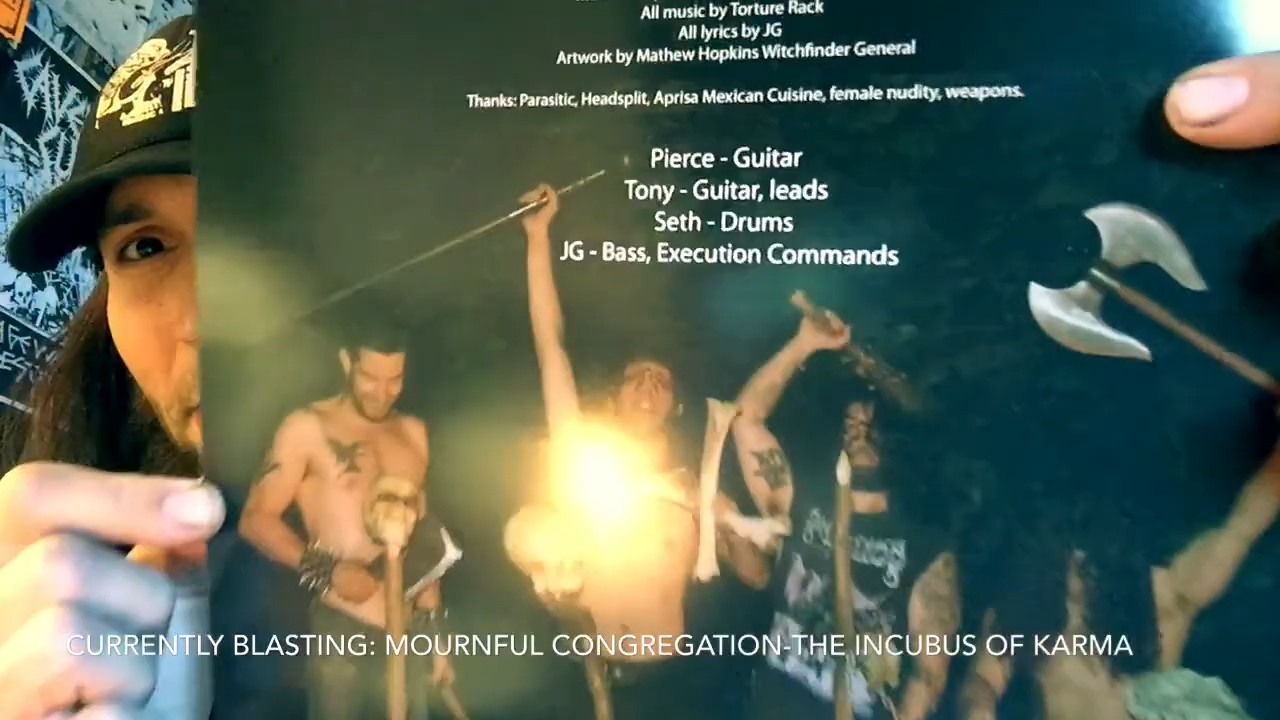 All music by Torture Rack
All lyrics by JG
Artwork by Mathew Hopkins Witchfinder General
Thanks: Parasitic, Headsplit, Aprisa Mexican Cuisine, female nudity, weapons.
Pierce - Guitar
Tony - Guitar, leads
Seth - Drums
JG - Bass, Execution Commands
CURRENTLY BLASTING: MOURNFUL CONGREGATION-THE INCUBUS OF KARMA